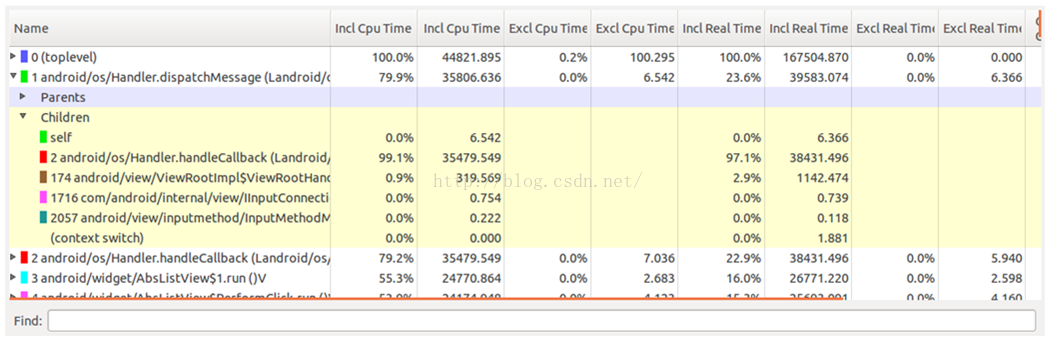 Name Incl Cpu Time Incl Cpu Time Excl Cpu Time Excl Cpu Time Incl Real Time Incl Real Time Excl Real Time Excl Real Time
0 (toplevel) 100.0% 44821.895 0.2% 100.295 100.0% 167504.870 0.0% 0.000
1 android/os/Handler.dispatchMessage (Landroid/ 79.9% 35806.636 0.0% 6.542 23.6% 39583.074 0.0% 6.366
Parents
Children
self 0.0% 6.542 0.0% 6.366
2 android/os/Handler.handleCallback (Landroid/ 99.1% 35479.549 97.1% 38431.496
174 android/view/ViewRootImpl$ViewRootHan 0.9% 319.569 2.9% 1142.474
http://blog.csdn.net/
1716 com/android/internal/view/IInputConnecti 0.0% 0.754 0.0% 0.739
2057 android/view/inputmethod/InputMethodM 0.0% 0.222 0.0% 0.118
(context switch) 0.0% 0.000 0.0% 1.881
2 android/os/Handler.handleCallback (Landroid/os/ 79.2% 35479.549 0.0% 7.036 22.9% 38431.496 0.0% 5.940
3 android/widget/AbsListView$1.run ()V 55.3% 24770.864 0.0% 2.683 16.0% 26771.220 0.0% 2.598
4 android/widget/AbsListView$PerformClick.run ()V 0.0% 4.160
Find: